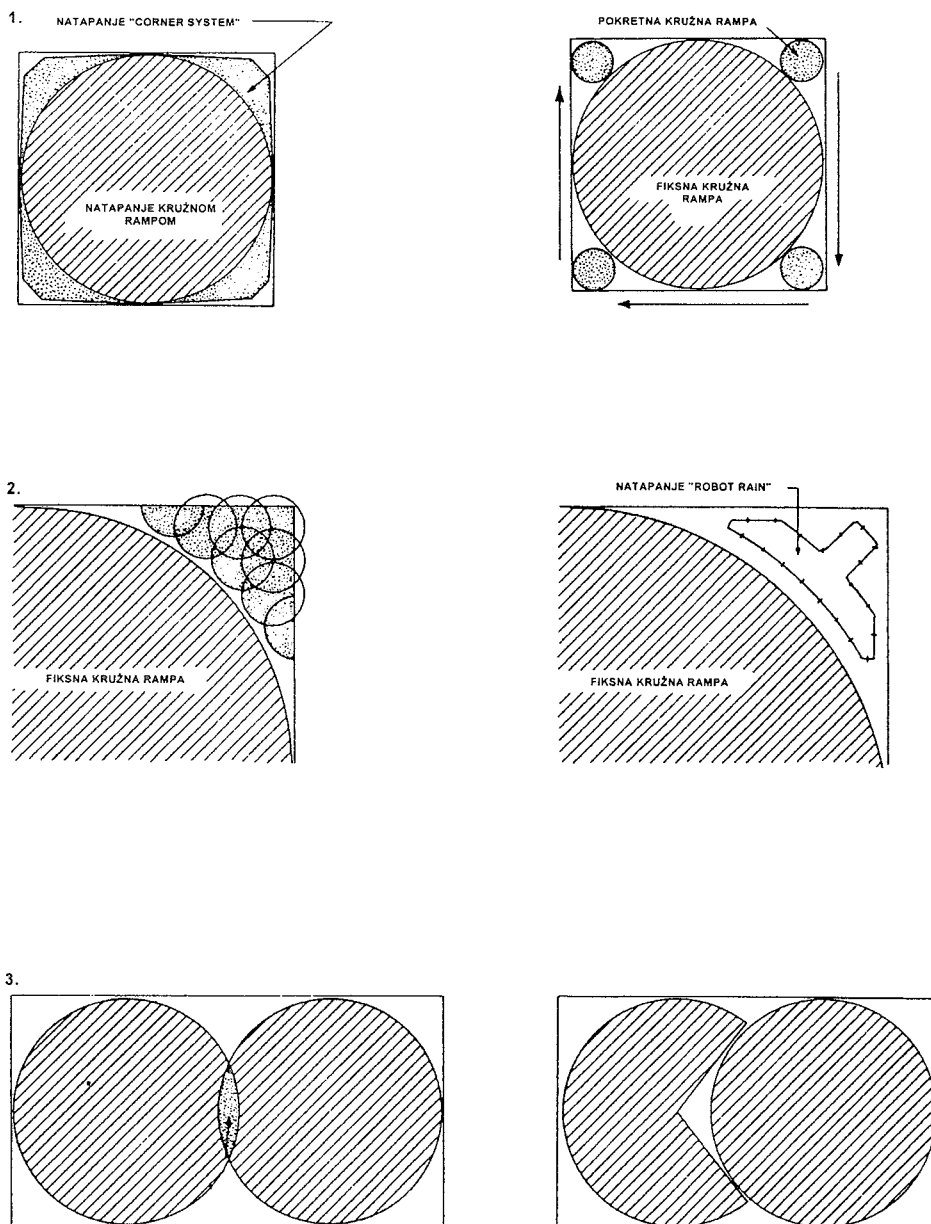 1.
NATAPANJE "CORNER SYSTEM"
NATAPANJE KRUŽNOM
RAMPOM
POKRETNA KRUŽNA RAMPA
FIKSNA KRUŽNA
RAMPA
2.
FIKSNA KRUŽNA RAMPA
NATAPANJE "ROBOT RAIN"
FIKSNA KRUŽNA RAMPA
3.